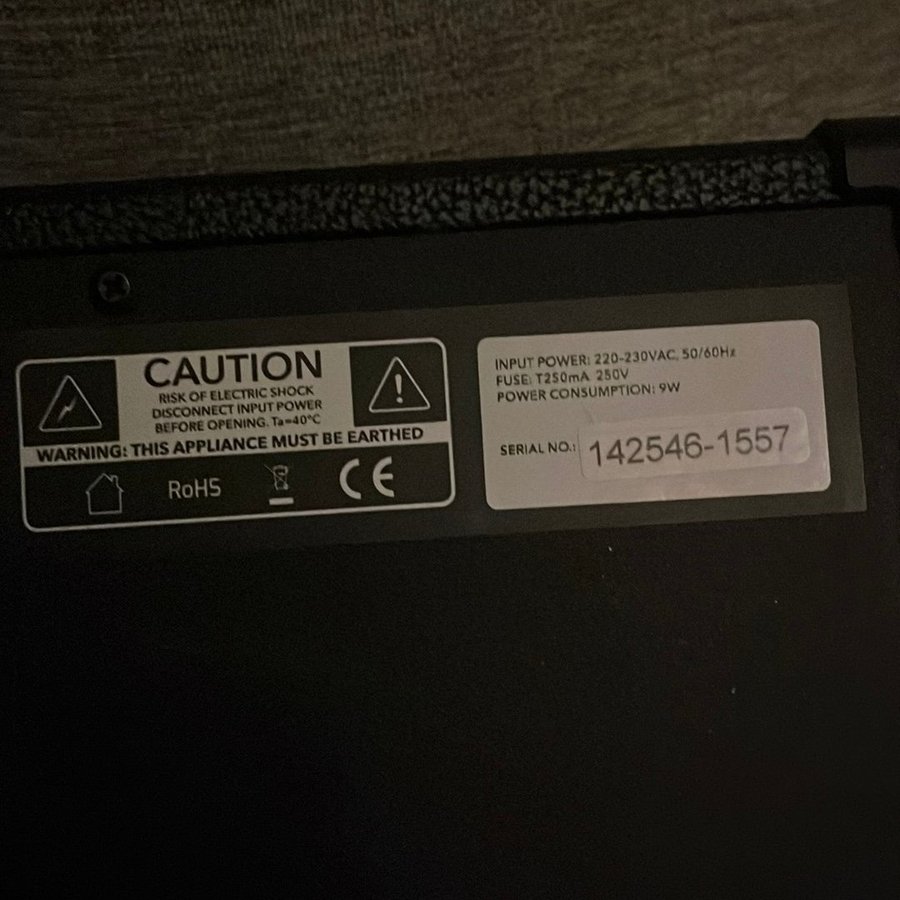 CAUTION
RISK OF ELECTRIC SHOCK
DISCONNECT INPUT POWER
BEFORE OPENING. Ta=40°C
WARNING: THIS APPLIANCE MUST BE EARTHED
RoHS
CE
INPUT POWER: 220-230VAC, 50/60Hz
FUSE: T250mA 250V
POWER CONSUMPTION: 9W
SERIAL NO.: 142546-1557